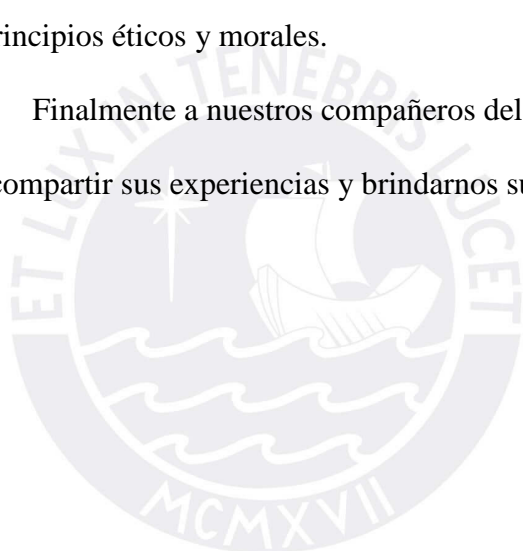 rincipios éticos y morales.
Finalmente a nuestros compañeros del
compartir sus experiencias y brindarnos su
ET LUX IN TENEBRIS LUCET
MCMXVII